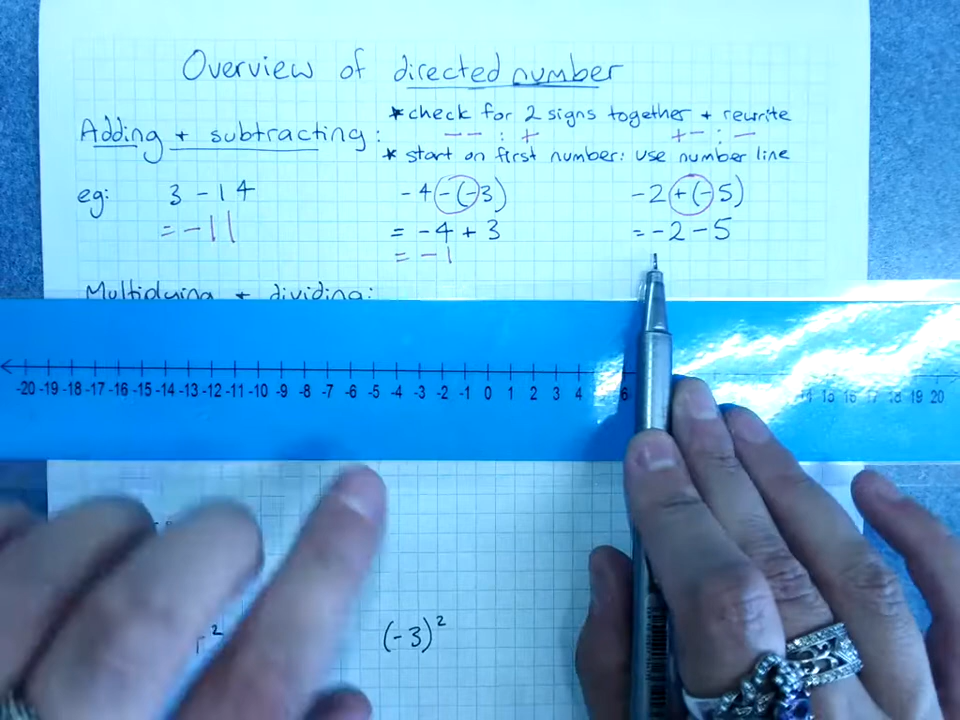 Overview of directed number
Adding + subtracting:
* check for 2 signs together + rewrite
-- : +    +- : -
* start on first number: use number line
eg: 3 - 14    -4 - (-3)    -2 + (-5)
= -11    = -4 + 3    = -2 - 5
= -1
Multiplying + dividing:
-20 -19 -18 -17 -16 -15 -14 -13 -12 -11 -10 -9 -8 -7 -6 -5 -4 -3 -2 -1 0 1 2 3 4 6 14 15 16 17 18 19 20
2    (-3)²